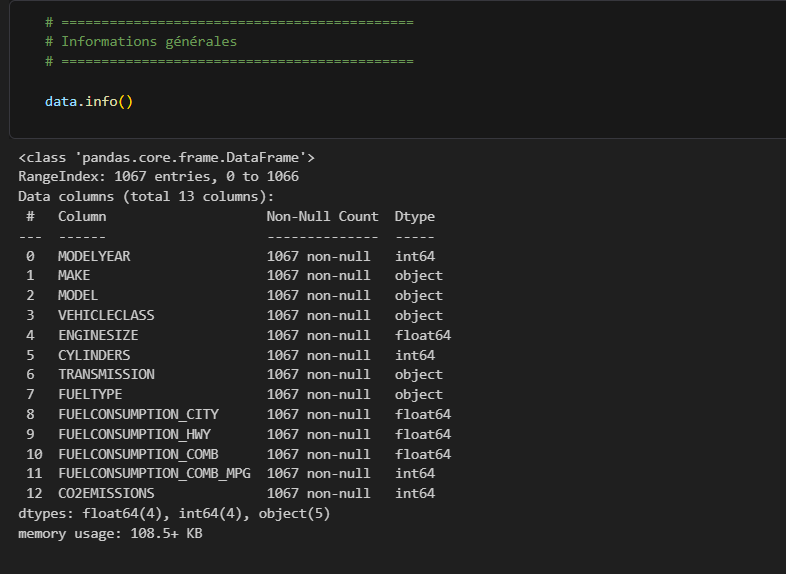 # ============================================
# Informations générales
# ============================================
data.info()
<class 'pandas.core.frame.DataFrame'>
RangeIndex: 1067 entries, 0 to 1066
Data columns (total 13 columns):
 #   Column                    Non-Null Count  Dtype
---  ------                    --------------  -----
 0   MODELYEAR                 1067 non-null   int64
 1   MAKE                      1067 non-null   object
 2   MODEL                     1067 non-null   object
 3   VEHICLECLASS              1067 non-null   object
 4   ENGINESIZE                1067 non-null   float64
 5   CYLINDERS                 1067 non-null   int64
 6   TRANSMISSION              1067 non-null   object
 7   FUELTYPE                  1067 non-null   object
 8   FUELCONSUMPTION_CITY      1067 non-null   float64
 9   FUELCONSUMPTION_HWY       1067 non-null   float64
 10  FUELCONSUMPTION_COMB      1067 non-null   float64
 11  FUELCONSUMPTION_COMB_MPG  1067 non-null   int64
 12  CO2EMISSIONS              1067 non-null   int64
dtypes: float64(4), int64(4), object(5)
memory usage: 108.5+ KB